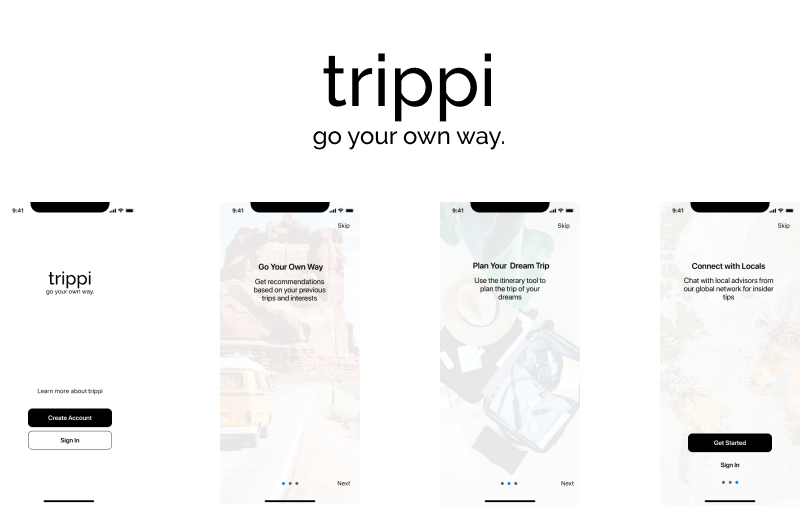 trippi
go your own way.
9:41
trippi
go your own way.
Learn more about trippi
Create Account
Sign In
9:41
Skip
Go Your Own Way
Get recommendations
based on your previous
trips and interests
Next
9:41
Skip
Plan Your Dream Trip
Use the itinerary tool to
plan the trip of your
dreams
Next
9:41
Skip
Connect with Locals
Chat with local advisors from
our global network for insider
tips
Get Started
Sign In